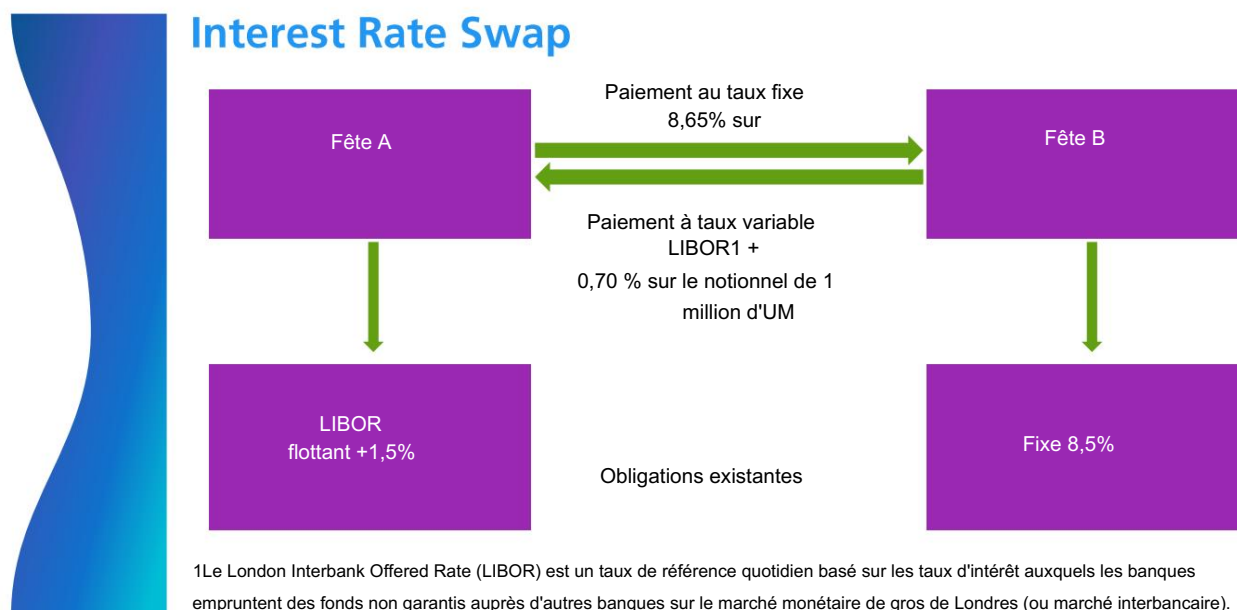 Interest Rate Swap
Paiement au taux fixe
8,65% sur
Fête A
Fête B
Paiement à taux variable
LIBOR1 +
0,70 % sur le notionnel de 1
million d'UM
LIBOR
flottant +1,5%
Fixe 8,5%
Obligations existantes
1Le London Interbank Offered Rate (LIBOR) est un taux de référence quotidien basé sur les taux d'intérêt auxquels les banques
empruntent des fonds non garantis auprès d'autres banques sur le marché monétaire de gros de Londres (ou marché interbancaire).